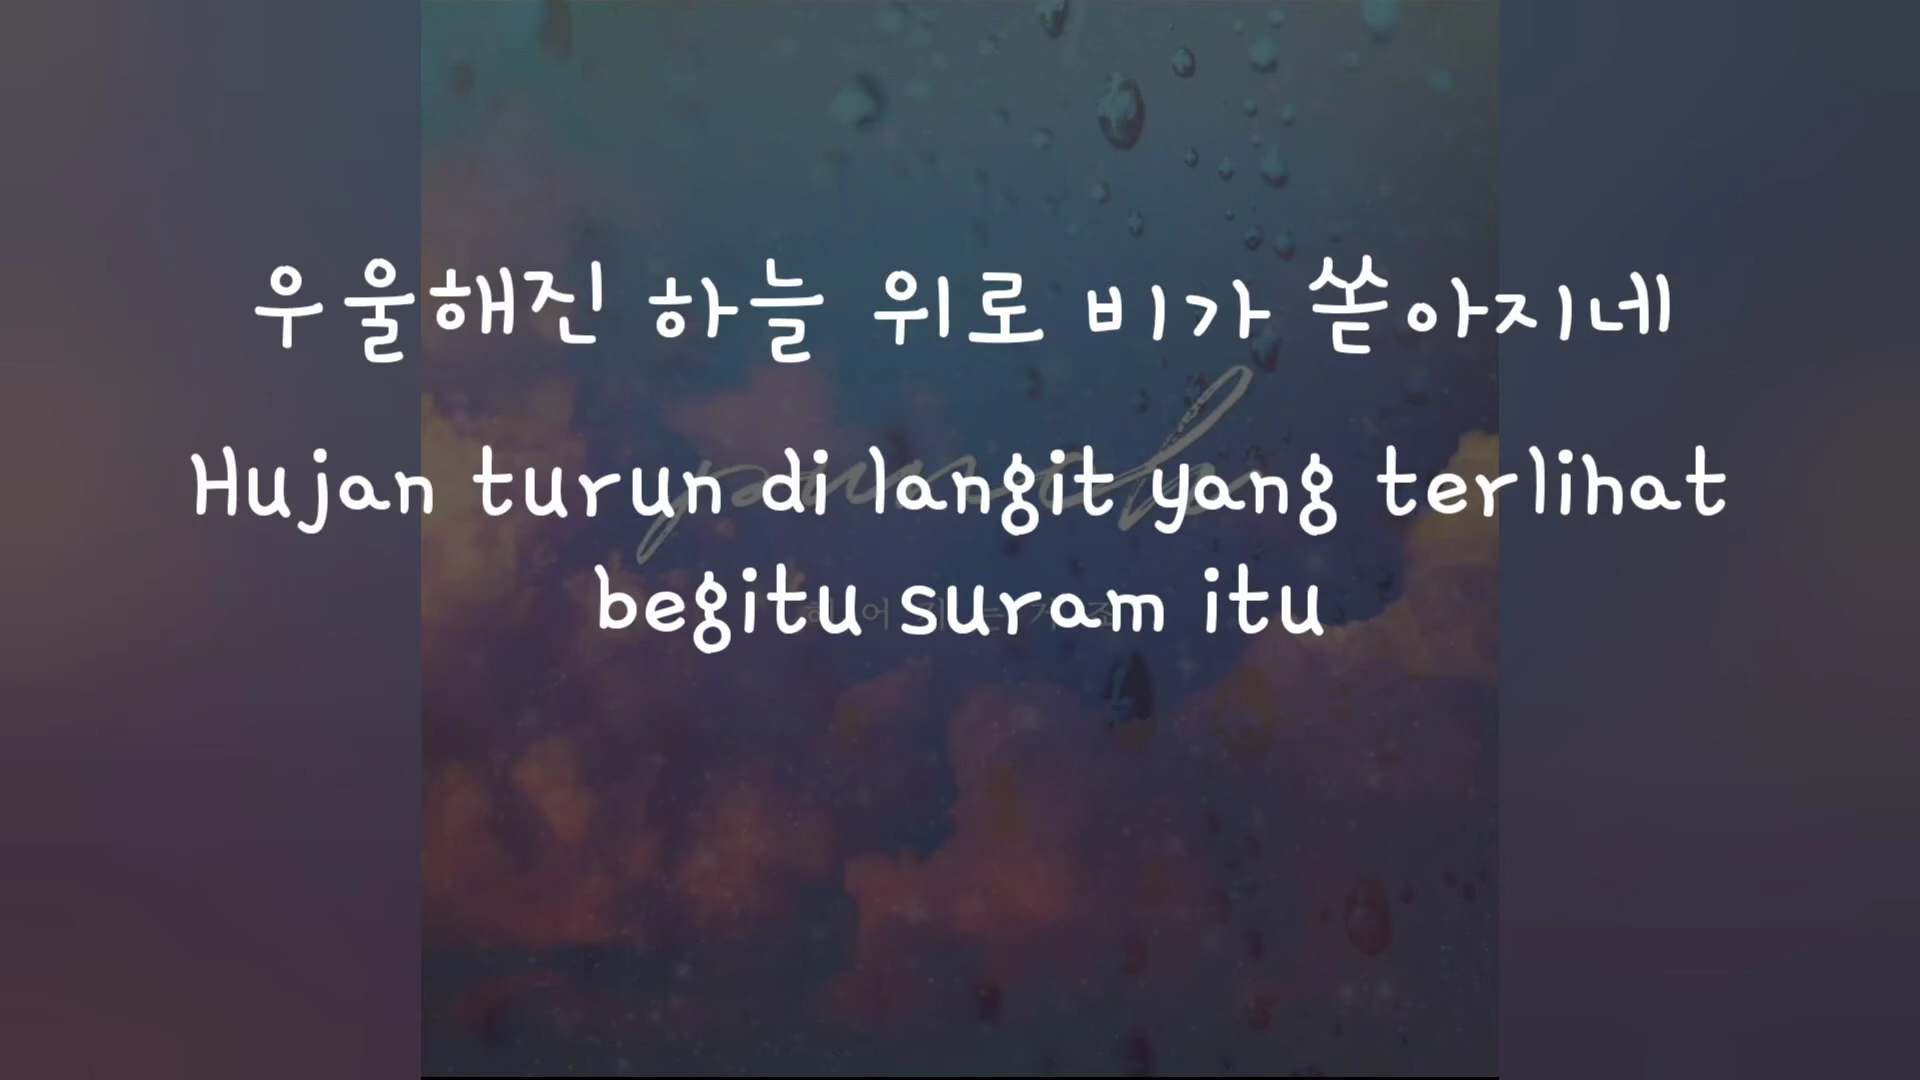 우울해진 하늘 위로 비가 쏟아지네
punch
Hujan turun di langit yang terlihat
begitu suram itu